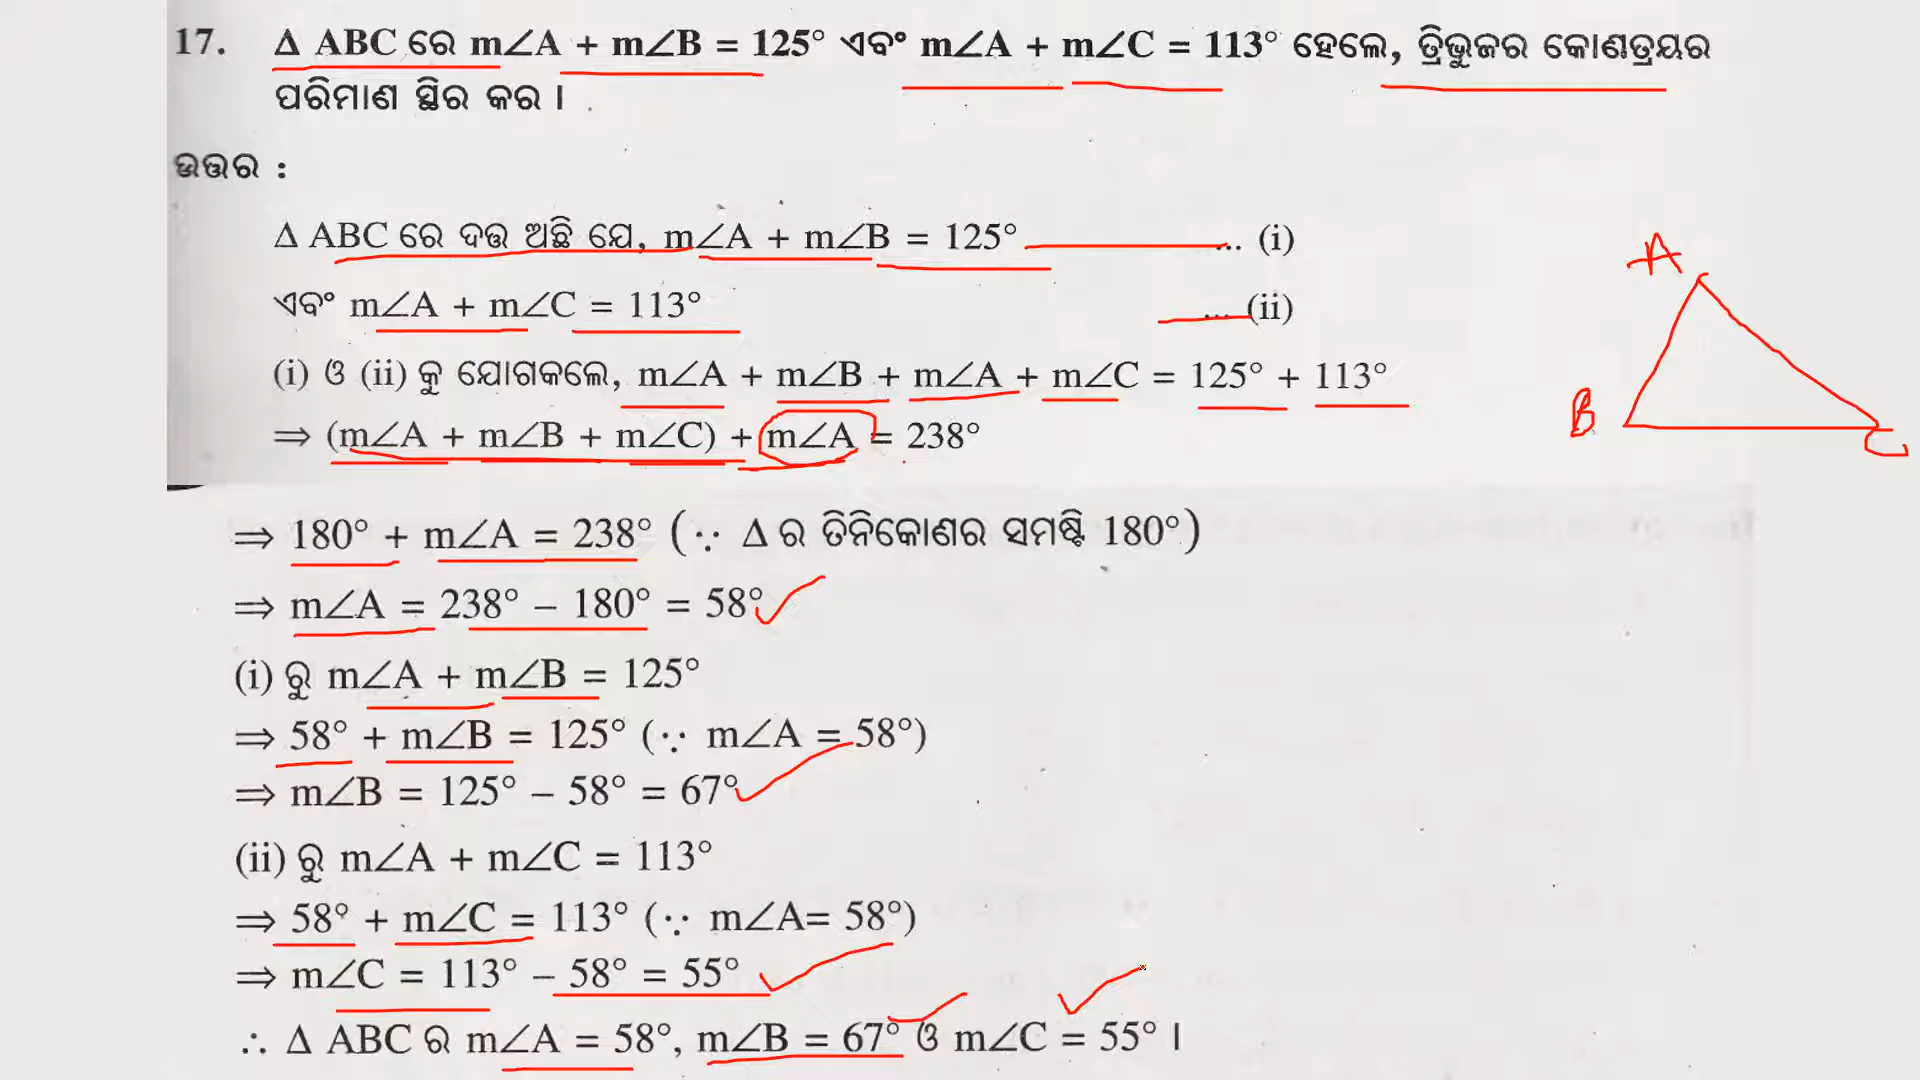 17. Δ ABC ରେ m∠A + m∠B = 125° ଏବଂ m∠A + m∠C = 113° ହେଲେ, ତ୍ରିଭୁଜର କୋଣତ୍ରୟର
ପରିମାଣ ସ୍ଥିର କର ।
ଉତ୍ତର :
Δ ABC ରେ ଦତ୍ତ ଅଛି ଯେ, m∠A + m∠B = 125° ... (i)
ଏବଂ m∠A + m∠C = 113° ... (ii)
(i) ଓ (ii) କୁ ଯୋଗକଲେ, m∠A + m∠B + m∠A + m∠C = 125° + 113°
⇒ (m∠A + m∠B + m∠C) + m∠A = 238°
⇒ 180° + m∠A = 238° (∵ Δ ର ତିନିକୋଣର ସମଷ୍ଟି 180°)
⇒ m∠A = 238° – 180° = 58°
(i) ରୁ m∠A + m∠B = 125°
⇒ 58° + m∠B = 125° (∵ m∠A = 58°)
⇒ m∠B = 125° – 58° = 67°
(ii) ରୁ m∠A + m∠C = 113°
⇒ 58° + m∠C = 113° (∵ m∠A= 58°)
⇒ m∠C = 113° – 58° = 55°
∴ Δ ABC ର m∠A = 58°, m∠B = 67° ଓ m∠C = 55° ।
A
B
C